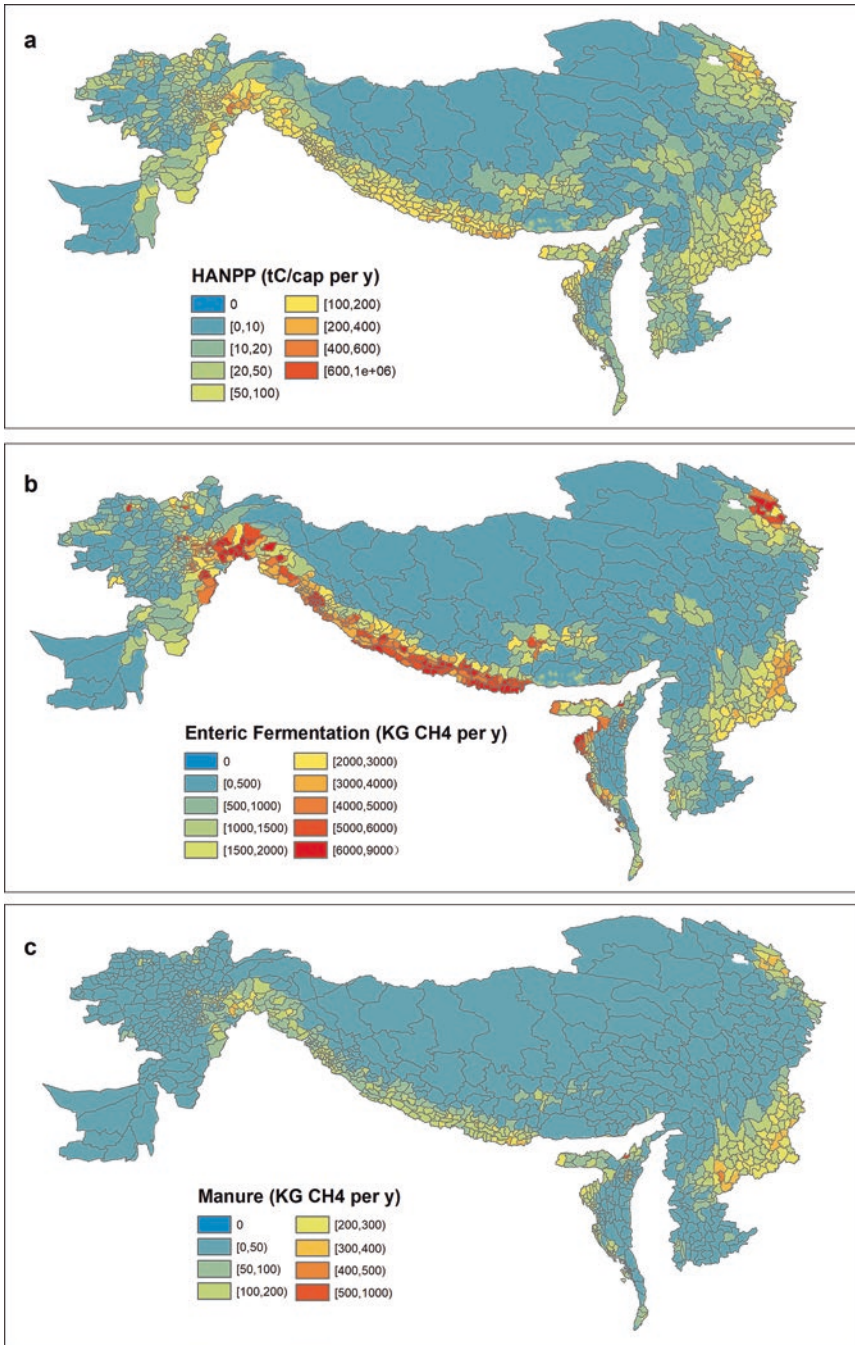 a
HANPP (tC/cap per y)
0 [100,200)
[0,10) [200,400)
[10,20) [400,600)
[20,50) [600,1e+06)
[50,100)
b
Enteric Fermentation (KG CH4 per y)
0 [2000,3000)
[0,500) [3000,4000)
[500,1000) [4000,5000)
[1000,1500) [5000,6000)
[1500,2000) [6000,9000）
c
Manure (KG CH4 per y)
0 [200,300)
[0,50) [300,400)
[50,100) [400,500)
[100,200) [500,1000)